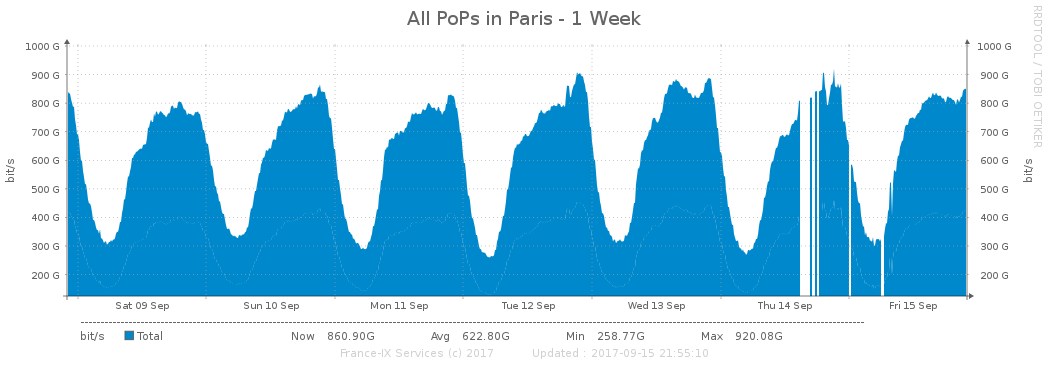 All PoPs in Paris - 1 Week
RRDTOOL / TOBI OETIKER
1000 G 1000 G
900 G 900 G
800 G 800 G
700 G 700 G
600 G 600 G
500 G 500 G
400 G 400 G
300 G 300 G
200 G 200 G
bit/s bit/s
Sat 09 Sep Sun 10 Sep Mon 11 Sep Tue 12 Sep Wed 13 Sep Thu 14 Sep Fri 15 Sep
bit/s Total Now 860.90G Avg 622.80G Min 258.77G Max 920.08G
France-IX Services (c) 2017 Updated : 2017-09-15 21:55:10